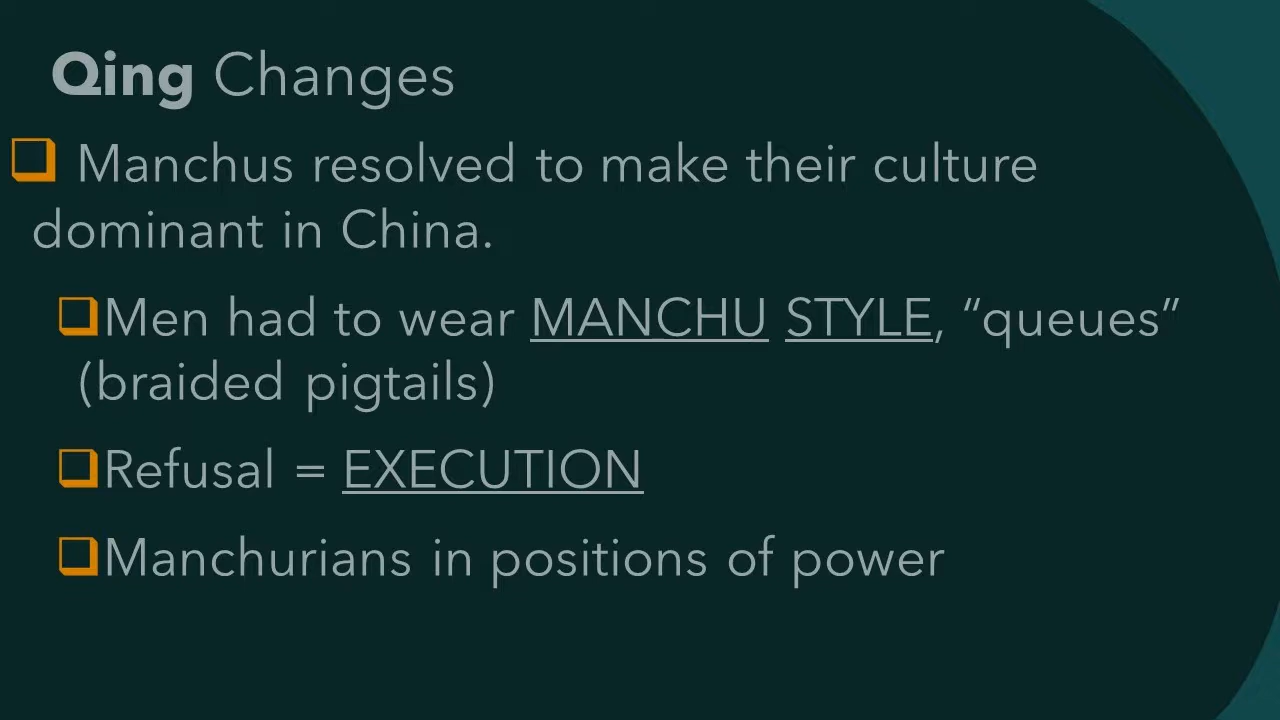 Qing Changes
Manchus resolved to make their culture
dominant in China.
Men had to wear MANCHU STYLE, “queues”
(braided pigtails)
Refusal = EXECUTION
Manchurians in positions of power